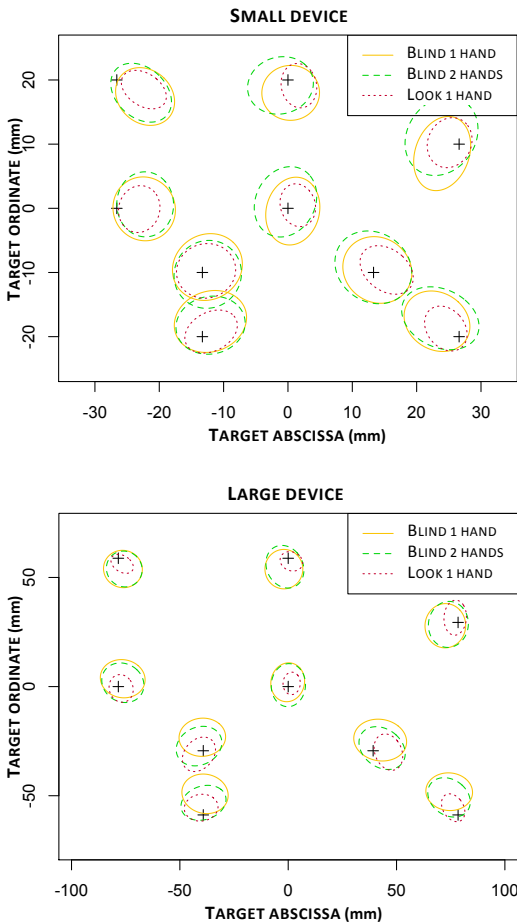 SMALL DEVICE
BLIND 1 HAND
BLIND 2 HANDS
LOOK 1 HAND
TARGET ORDINATE (mm)
20
10
0
-10
-20
-30
-20
-10
0
10
20
30
TARGET ABSCISSA (mm)
LARGE DEVICE
BLIND 1 HAND
BLIND 2 HANDS
LOOK 1 HAND
TARGET ORDINATE (mm)
50
0
-50
-100
-50
0
50
100
TARGET ABSCISSA (mm)